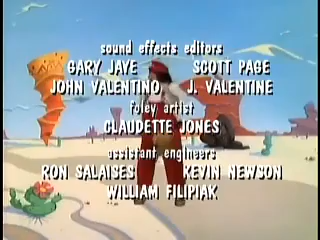 sound effects editors
GARY JAYE SCOTT PAGE
JOHN VALENTINO J. VALENTINE
foley artist
CLAUDETTE JONES
assistant engineers
RON SALAISES KEVIN NEWSON
WILLIAM FILIPIAK